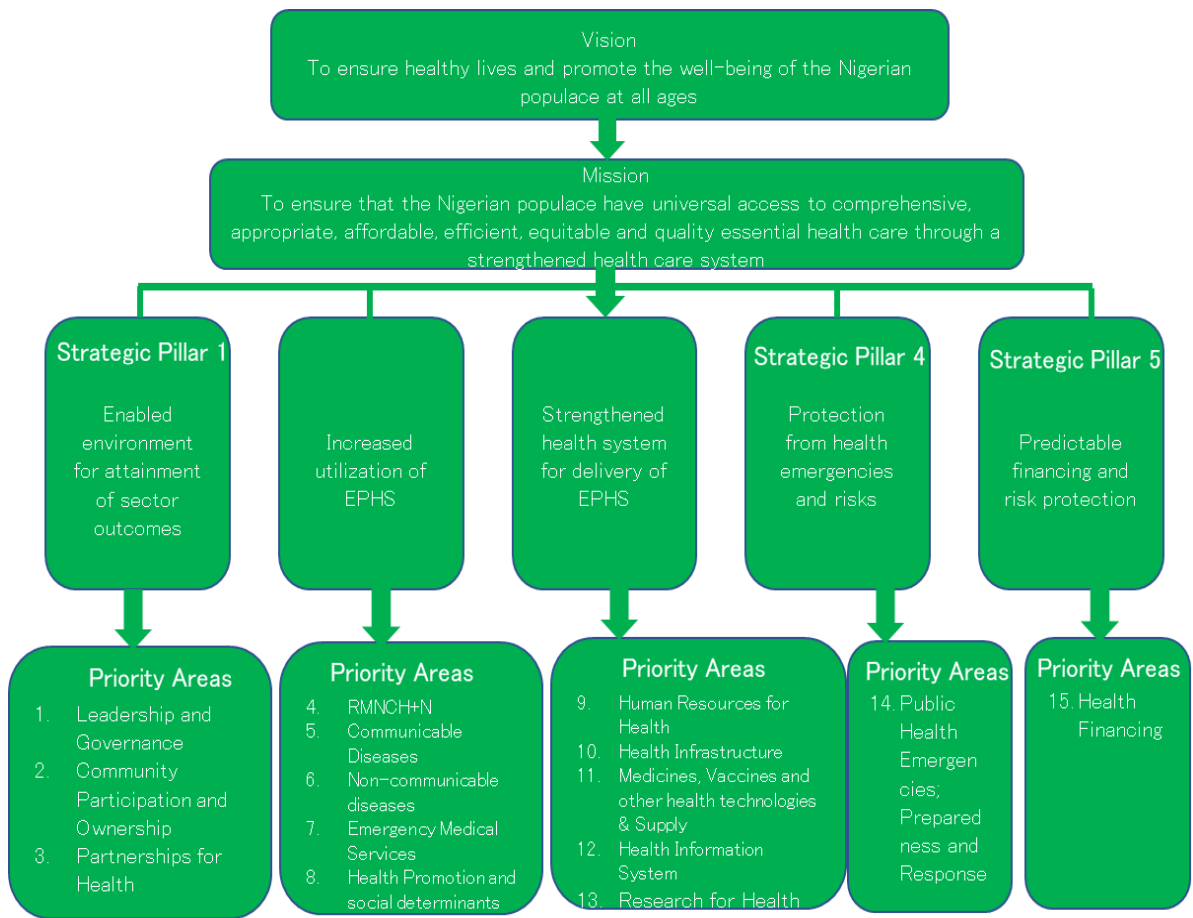 Vision
To ensure healthy lives and promote the well-being of the Nigerian
populace at all ages
Mission
To ensure that the Nigerian populace have universal access to comprehensive,
appropriate, affordable, efficient, equitable and quality essential health care through a
strengthened health care system
Strategic Pillar 1
Enabled
environment
for attainment
of sector
outcomes
Increased
utilization of
EPHS
Strengthened
health system
for delivery of
EPHS
Strategic Pillar 4
Protection
from health
emergencies
and risks
Strategic Pillar 5
Predictable
financing and
risk protection
Priority Areas
1. Leadership and
Governance
2. Community
Participation and
Ownership
3. Partnerships for
Health
Priority Areas
4. RMNCH+N
5. Communicable
Diseases
6. Non-communicable
diseases
7. Emergency Medical
Services
8. Health Promotion and
social determinants
Priority Areas
9. Human Resources for
Health
10. Health Infrastructure
11. Medicines, Vaccines and
other health technologies
& Supply
12. Health Information
System
13. Research for Health
Priority Areas
14. Public
Health
Emergen
cies;
Prepared
ness and
Response
Priority Areas
15. Health
Financing